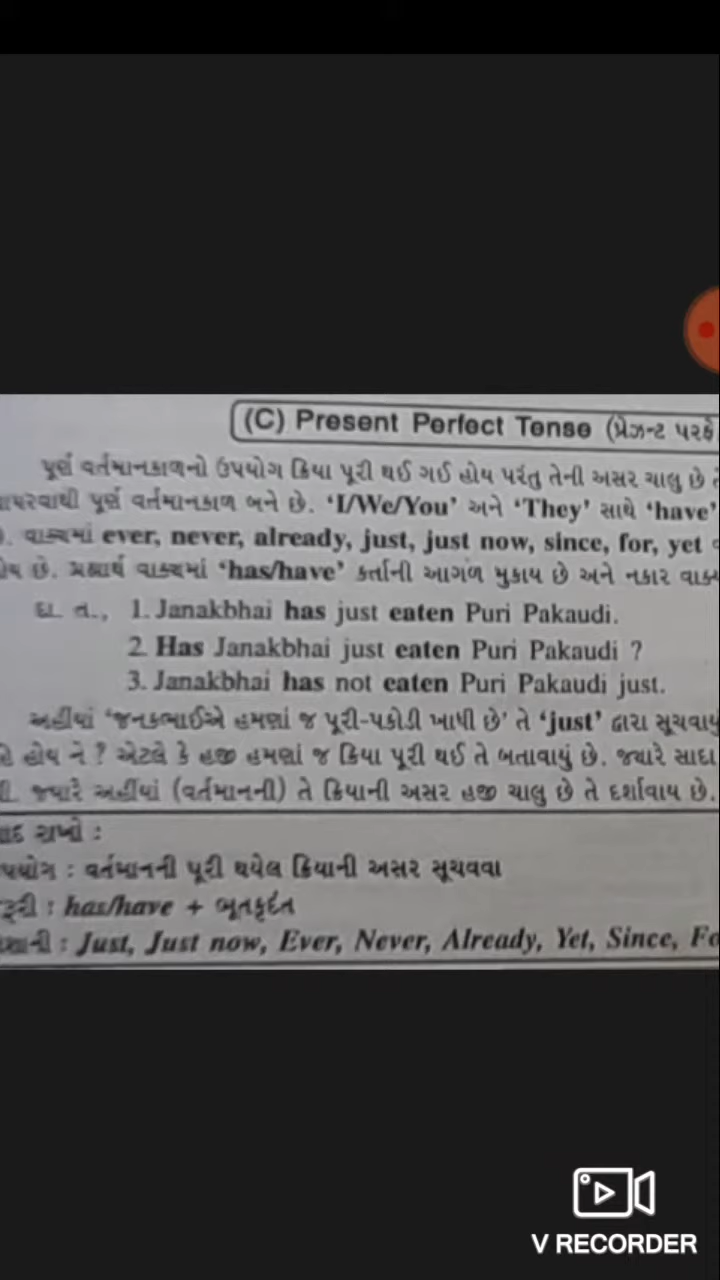 (C) Present Perfect Tense (પ્રેઝન્ટ પરફે
પૂર્ણ વર્તમાનકાળનો ઉપયોગ ક્રિયા પૂરી થઈ ગઈ હોય પરંતુ તેની અસર ચાલુ છે
વાપરવાથી પૂર્ણ વર્તમાનકાળ બને છે. ‘I/We/You’ અને ‘They’ સાથે ‘have’
વાક્યમાં ever, never, already, just, just now, since, for, yet
છે. પ્રશ્નાર્થ વાક્યમાં ‘has/have’ કર્તાની આગળ મુકાય છે અને નકાર
દા. ત., 1. Janakbhai has just eaten Puri Pakaudi.
2. Has Janakbhai just eaten Puri Pakaudi ?
3. Janakbhai has not eaten Puri Pakaudi just.
અહીંયાં ‘જનકભાઈએ હમણાં જ પૂરી-પકોડી ખાધી છે’ તે ‘just’ દ્વારા
હોય ને ? એટલે કે હજી હમણાં જ ક્રિયા પૂરી થઈ તે બતાવાયું છે. જ્યારે સાદા
જ્યારે અહીંયાં (વર્તમાનની) તે ક્રિયાની અસર હજી ચાલુ છે તે દર્શાવાય છે.
રાખો :
: વર્તમાનની પૂરી થયેલ ક્રિયાની અસર સૂચવવા
: has/have + ભૂતકૃદંત
: Just, Just now, Ever, Never, Already, Yet, Since, Fo
V RECORDER